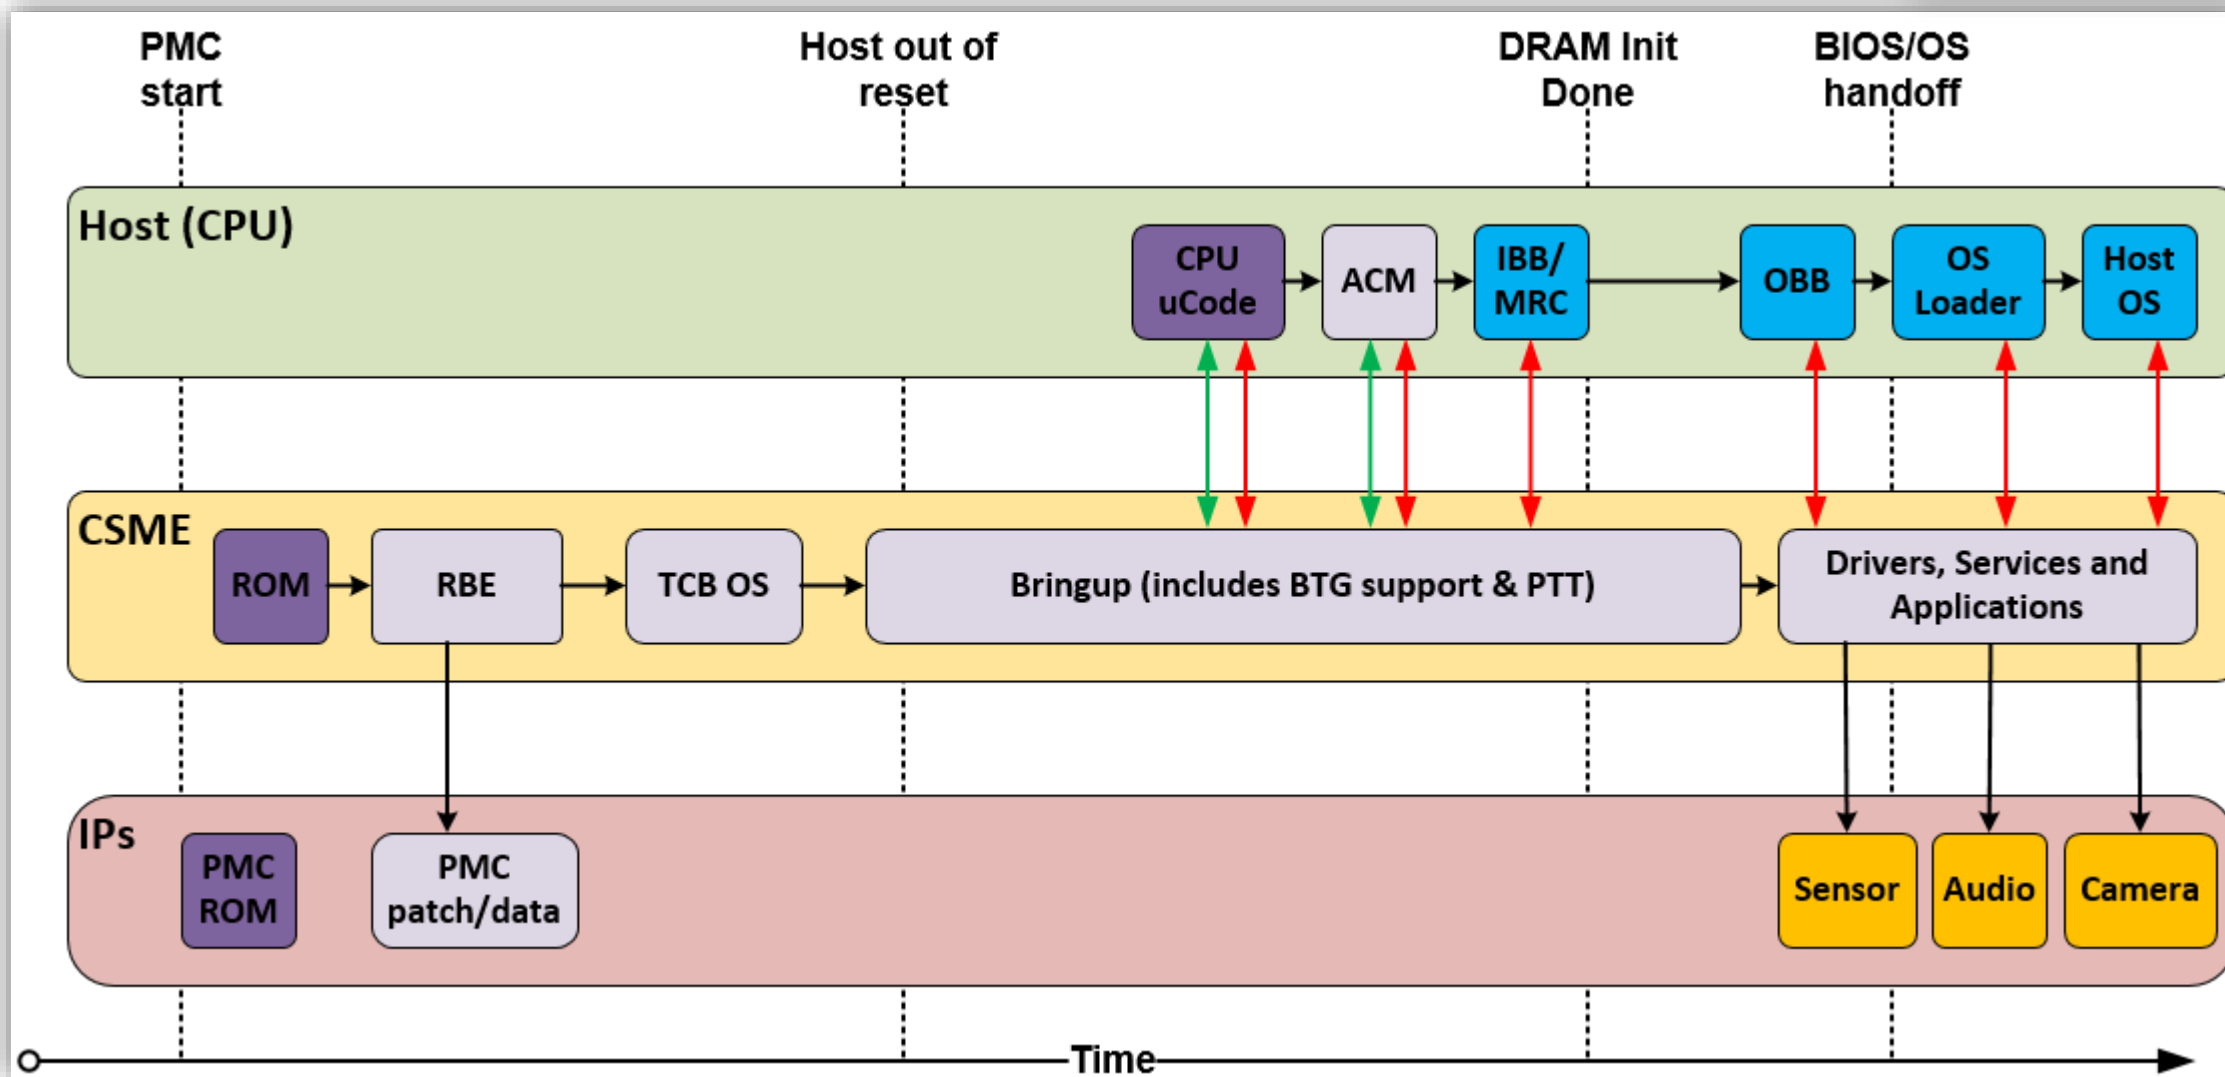 PMC
start
Host out of
reset
DRAM Init
Done
BIOS/OS
handoff
Host (CPU)
CPU
uCode
ACM
IBB/
MRC
OBB
OS
Loader
Host
OS
CSME
ROM
RBE
TCB OS
Bringup (includes BTG support & PTT)
Drivers, Services and
Applications
IPs
PMC
ROM
PMC
patch/data
Sensor
Audio
Camera
Time